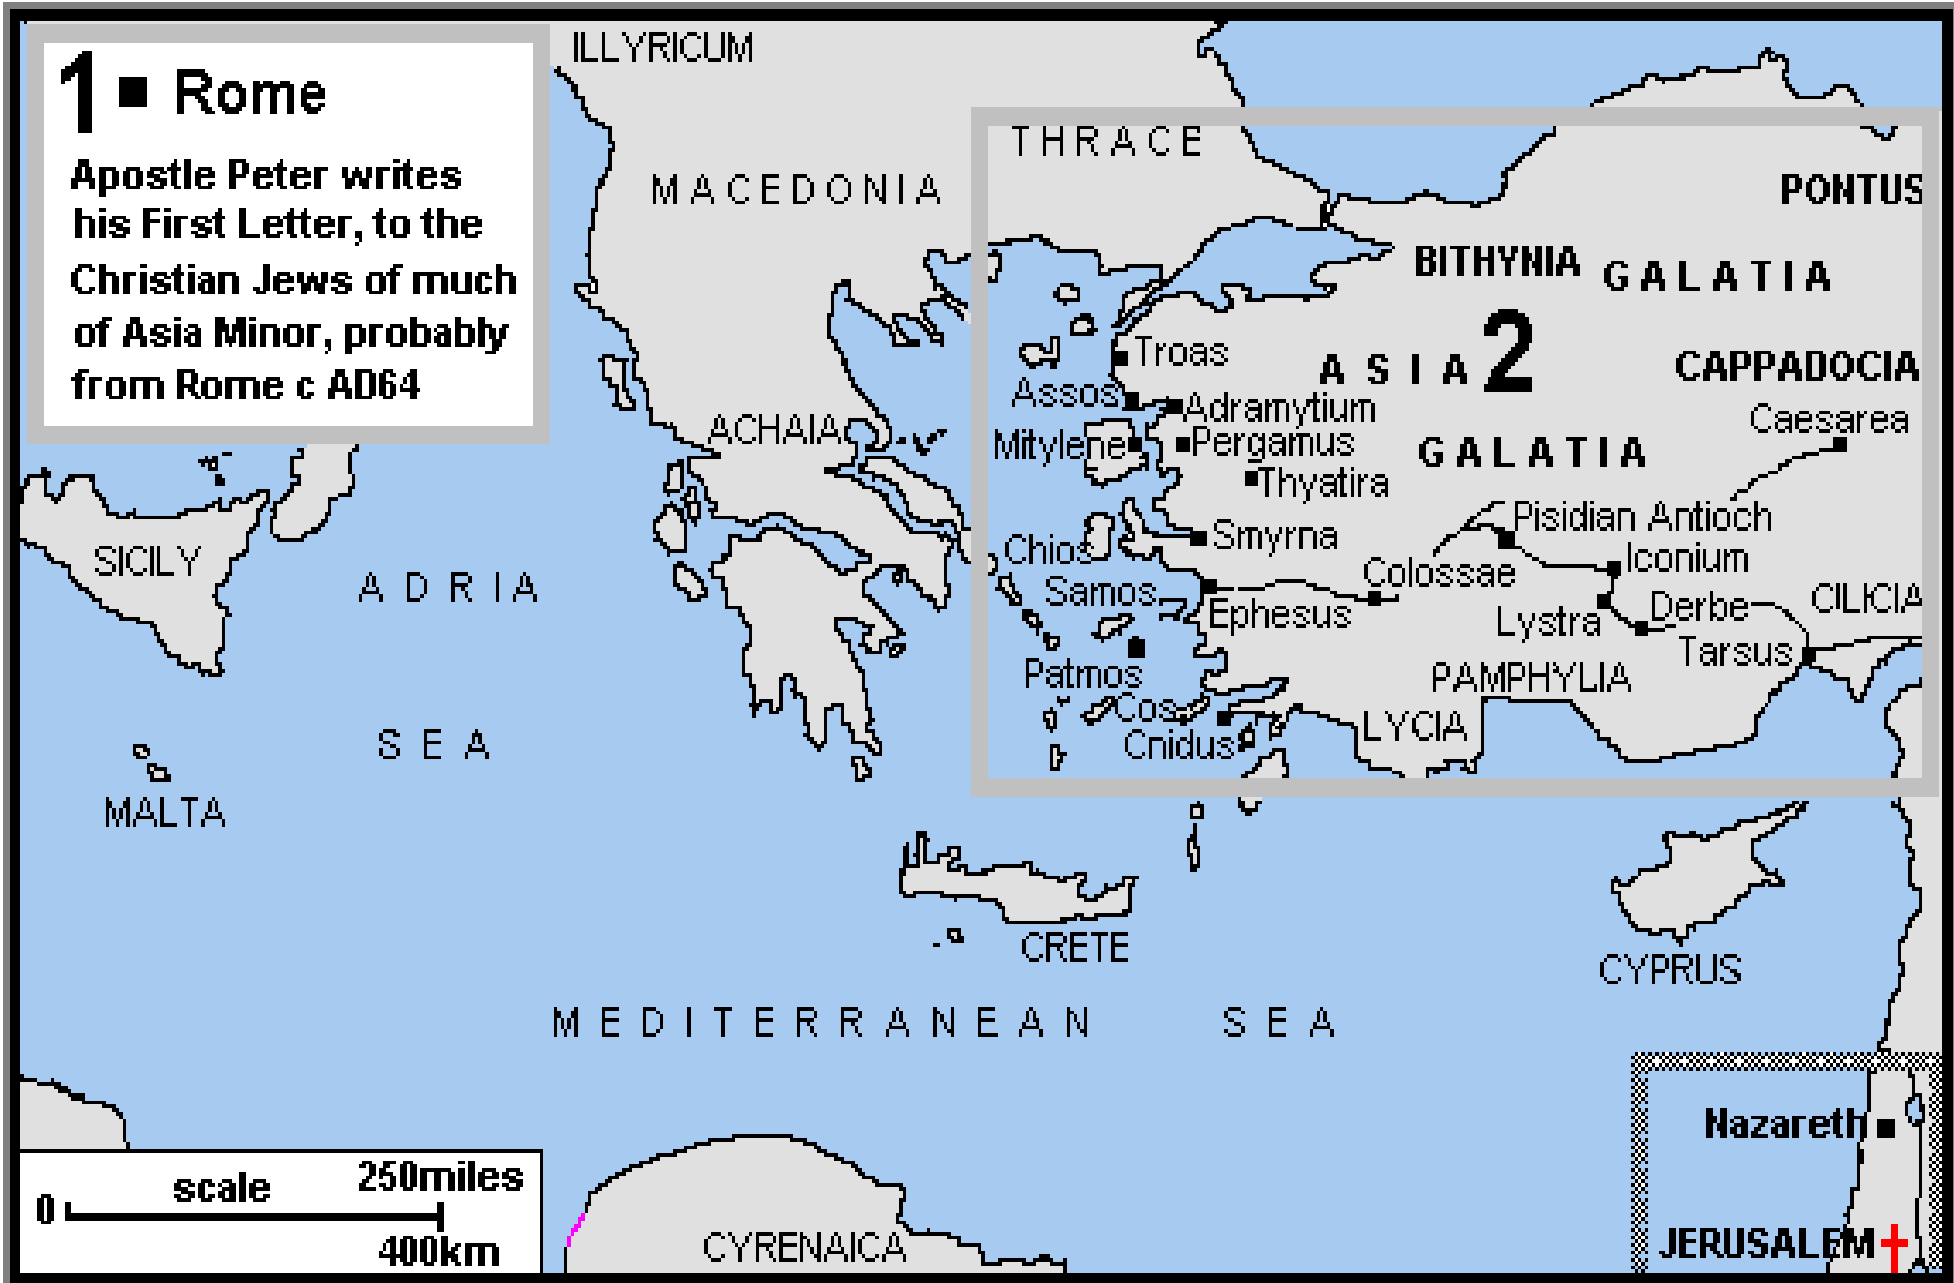 1 Rome
Apostle Peter writes
his First Letter, to the
Christian Jews of much
of Asia Minor, probably
from Rome c AD64
ILLYRICUM
THRACE
MACEDONIA
PONTUS
BITHYNIA
GALATIA
2
ASIA
Troas
CAPPADOCIA
Assos
Adramytium
Caesarea
ACHAIA
Mitylene
Pergamus
GALATIA
Thyatira
Pisidian Antioch
Smyrna
Chios
Iconium
SICILY
Colossae
ADRIA
Samos
Ephesus
Derbe
CILICIA
Lystra
Tarsus
Patmos
PAMPHYLIA
Cos
LYCIA
SEA
Cnidus
MALTA
CRETE
CYPRUS
MEDITERRANEAN SEA
Nazareth
JERUSALEM
scale
0
250miles
400km
CYRENAICA